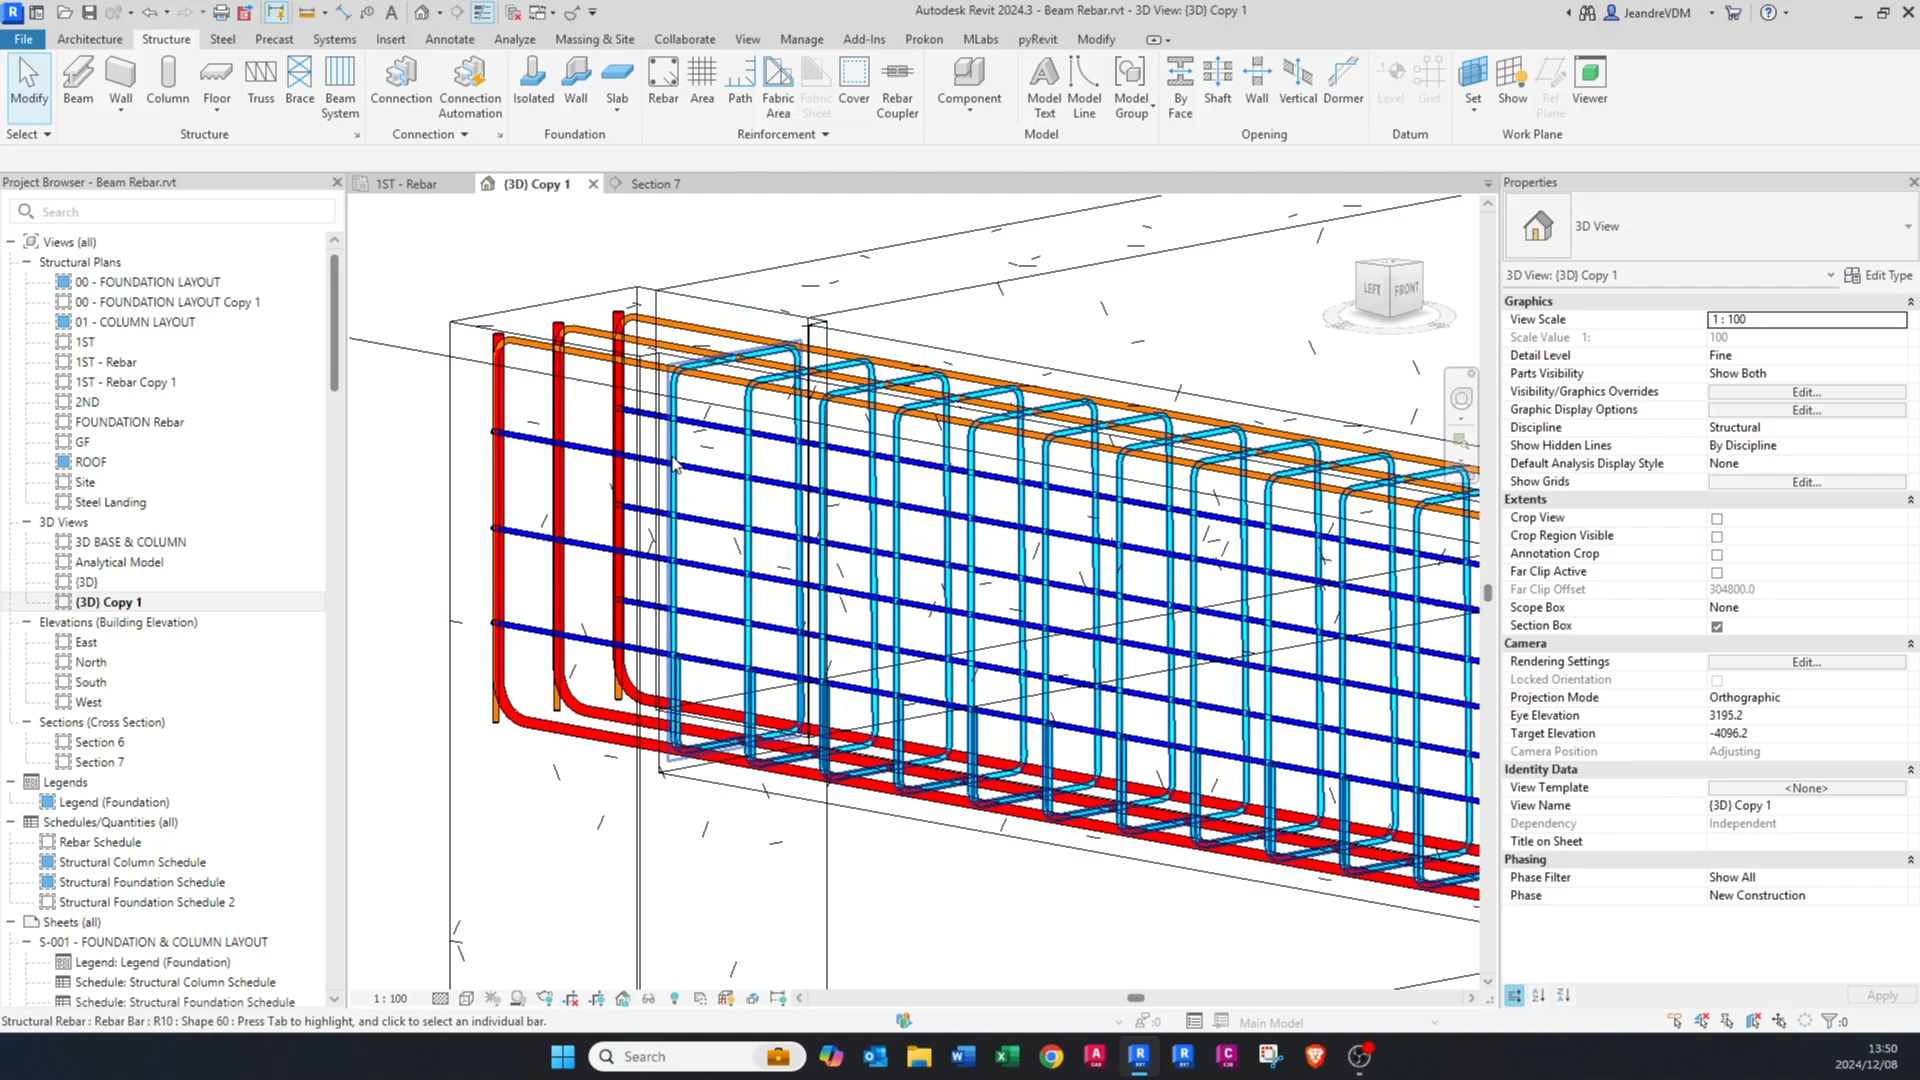 Autodesk Revit 2024.3 - Beam Rebar.rvt - 3D View: {3D} Copy 1
JeandreVDM
File Architecture Structure Steel Precast Systems Insert Annotate Analyze Massing & Site Collaborate View Manage Add-Ins Prokon MLabs pyRevit Modify
Modify Beam Wall Column Floor Truss Brace Beam System Connection Connection Automation Isolated Wall Slab Rebar Area Path Fabric Area Fabric Sheet Cover Rebar Coupler Component Model Text Model Line Model Group By Face Shaft Wall Vertical Dormer Level Grid Set Show Ref Plane Viewer
Select Structure Connection Foundation Reinforcement Model Opening Datum Work Plane
Project Browser - Beam Rebar.rvt
Search
Views (all)
Structural Plans
00 - FOUNDATION LAYOUT
00 - FOUNDATION LAYOUT Copy 1
01 - COLUMN LAYOUT
1ST
1ST - Rebar
1ST - Rebar Copy 1
2ND
FOUNDATION Rebar
GF
ROOF
Site
Steel Landing
3D Views
3D BASE & COLUMN
Analytical Model
{3D}
{3D} Copy 1
Elevations (Building Elevation)
East
North
South
West
Sections (Cross Section)
Section 6
Section 7
Legends
Legend (Foundation)
Schedules/Quantities (all)
Rebar Schedule
Structural Column Schedule
Structural Foundation Schedule
Structural Foundation Schedule 2
Sheets (all)
S-001 - FOUNDATION & COLUMN LAYOUT
Legend: Legend (Foundation)
Schedule: Structural Column Schedule
Schedule: Structural Foundation Schedule
1ST - Rebar {3D} Copy 1 Section 7
LEFT FRONT
1 : 100
Properties
3D View
3D View: {3D} Copy 1 Edit Type
Graphics
View Scale 1 : 100
Scale Value 1: 100
Detail Level Fine
Parts Visibility Show Both
Visibility/Graphics Overrides Edit...
Graphic Display Options Edit...
Discipline Structural
Show Hidden Lines By Discipline
Default Analysis Display Style None
Show Grids Edit...
Extents
Crop View
Crop Region Visible
Annotation Crop
Far Clip Active
Far Clip Offset 304800.0
Scope Box None
Section Box
Camera
Rendering Settings Edit...
Locked Orientation
Projection Mode Orthographic
Eye Elevation 3195.2
Target Elevation -4096.2
Camera Position Adjusting
Identity Data
View Template <None>
View Name {3D} Copy 1
Dependency Independent
Title on Sheet
Phasing
Phase Filter Show All
Phase New Construction
Apply
Structural Rebar : Rebar Bar : R10 : Shape 60 : Press Tab to highlight, and click to select an individual bar.
:0 Main Model :0
Search
13:50
2024/12/08